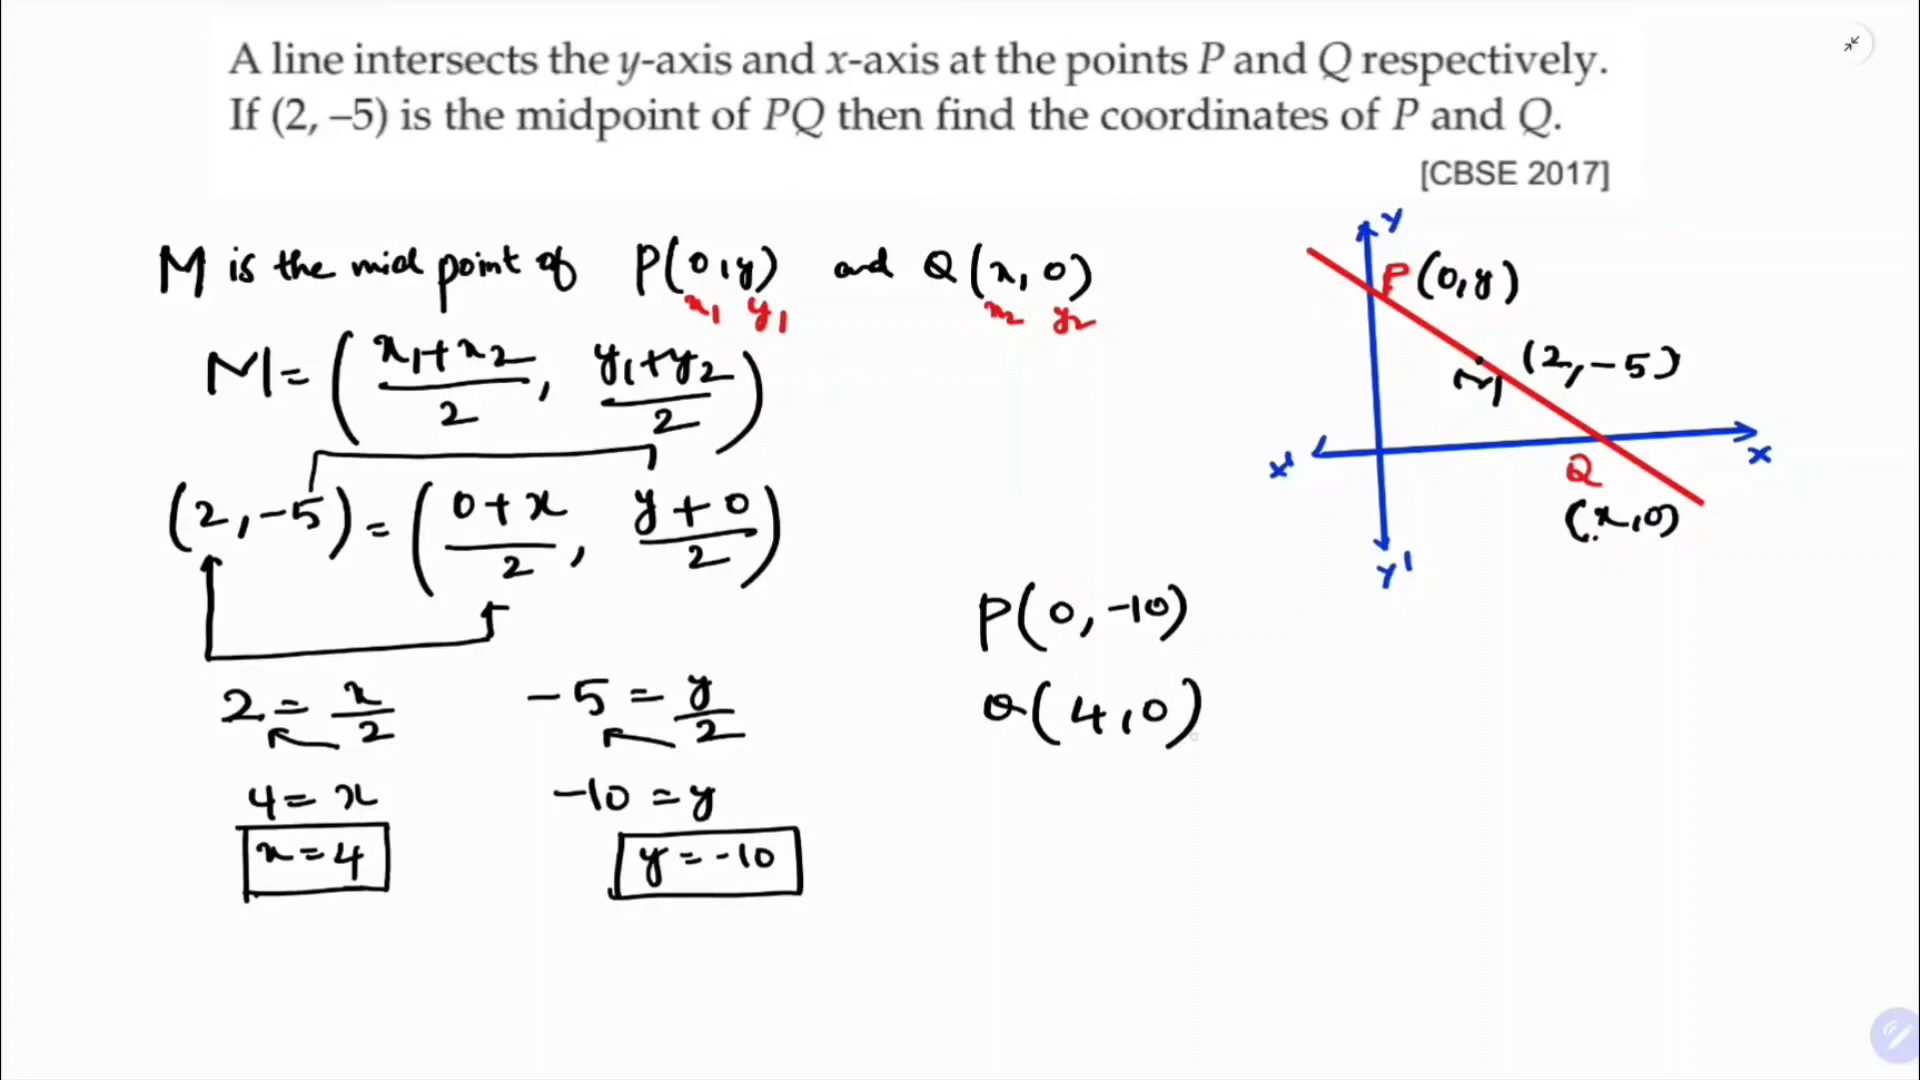 A line intersects the y-axis and x-axis at the points P and Q respectively.
If (2, –5) is the midpoint of PQ then find the coordinates of P and Q.
[CBSE 2017]
M is the mid point of P(0,y) and Q(x,0)
x1 y1 x2 y2
M = ( x1+x2 / 2 , y1+y2 / 2 )
(2,-5) = ( 0+x / 2 , y+0 / 2 )
2 = x/2 -5 = y/2
4 = x -10 = y
x = 4 y = -10
P(0,-10)
Q(4,0)
Y
P (0,y)
M (2,-5)
X' X
Q
(x,0)
Y'